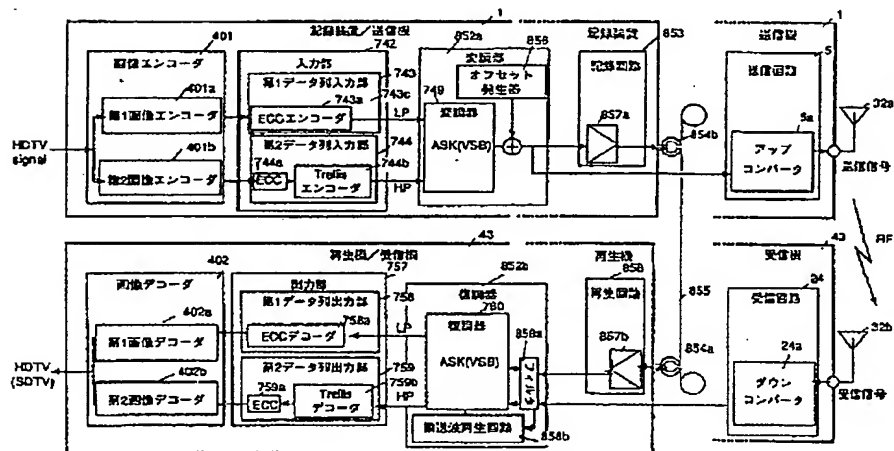 1
記録装置/送信機
401
742
852a
856
記録装置
853
送信機
1
画像エンコーダ
入力部
変調部
記録回路
送信回路
5
401a
第1データ列入力部
743
オフセット
発生器
32a
第1画像エンコーダ
743a
743c
749
857a
5a
ECCエンコーダ
LP
変調器
854b
HDTV
signal
401b
第2データ列入力部
744
ASK(VSB)
アップ
コンバータ
第2画像エンコーダ
744a
744b
ECC
Trellis
エンコーダ
HP
送信信号
RF
43
再生機/受信機
402
757
852b
再生機
858
受信機
43
画像デコーダ
出力部
復調器
再生回路
受信回路
24
402a
第1データ列出力部
758
760
855
32b
第1画像デコーダ
758a
ECCデコーダ
LP
復調器
858a
857b
854a
24a
HDTV
(SDTV)
402b
第2データ列出力部
759
ASK(VSB)
フィルタ
ダウン
コンバータ
第2画像デコーダ
759a
759b
ECC
Trellis
デコーダ
HP
受信信号
搬送波再生回路
858b